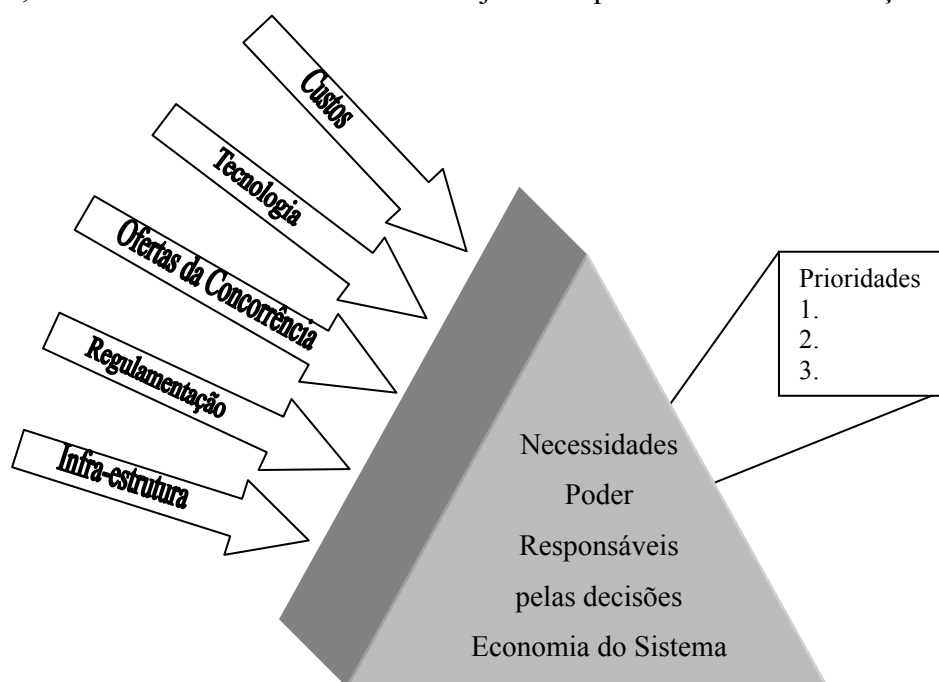 Custos
Tecnologia
Ofertas da Concorrência
Regulamentação
Infra-estrutura
Prioridades
1.
2.
3.
Necessidades
Poder
Responsáveis
pelas decisões
Economia do Sistema